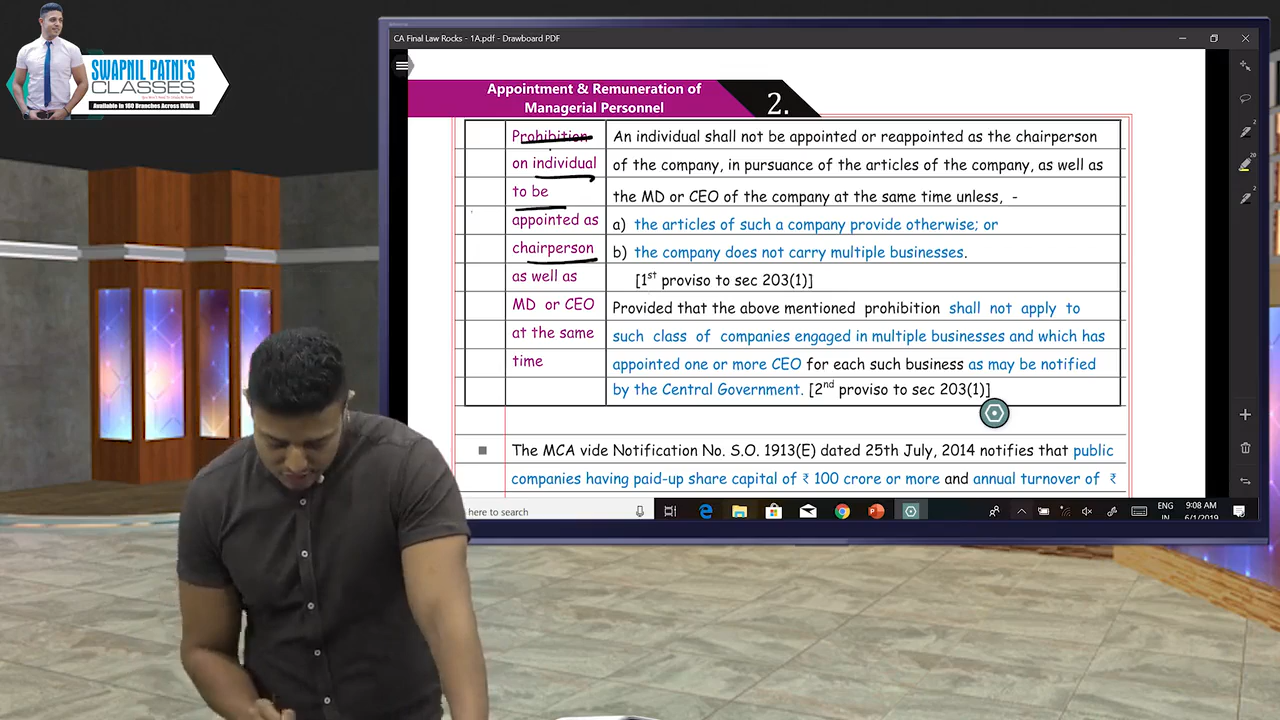 SWAPNIL PATNI'S
CLASSES
Available in 160 Branches Across INDIA
CA Final Law Rocks - 1A.pdf - Drawboard PDF
Appointment & Remuneration of
Managerial Personnel
2.
Prohibition
on individual
to be
appointed as
chairperson
as well as
MD or CEO
at the same
time
An individual shall not be appointed or reappointed as the chairperson
of the company, in pursuance of the articles of the company, as well as
the MD or CEO of the company at the same time unless, -
a) the articles of such a company provide otherwise; or
b) the company does not carry multiple businesses.
[1st proviso to sec 203(1)]
Provided that the above mentioned prohibition shall not apply to
such class of companies engaged in multiple businesses and which has
appointed one or more CEO for each such business as may be notified
by the Central Government. [2nd proviso to sec 203(1)]
■ The MCA vide Notification No. S.O. 1913(E) dated 25th July, 2014 notifies that public
companies having paid-up share capital of ₹ 100 crore or more and annual turnover of ₹
here to search
ENG
IN
9:08 AM
6/1/2019